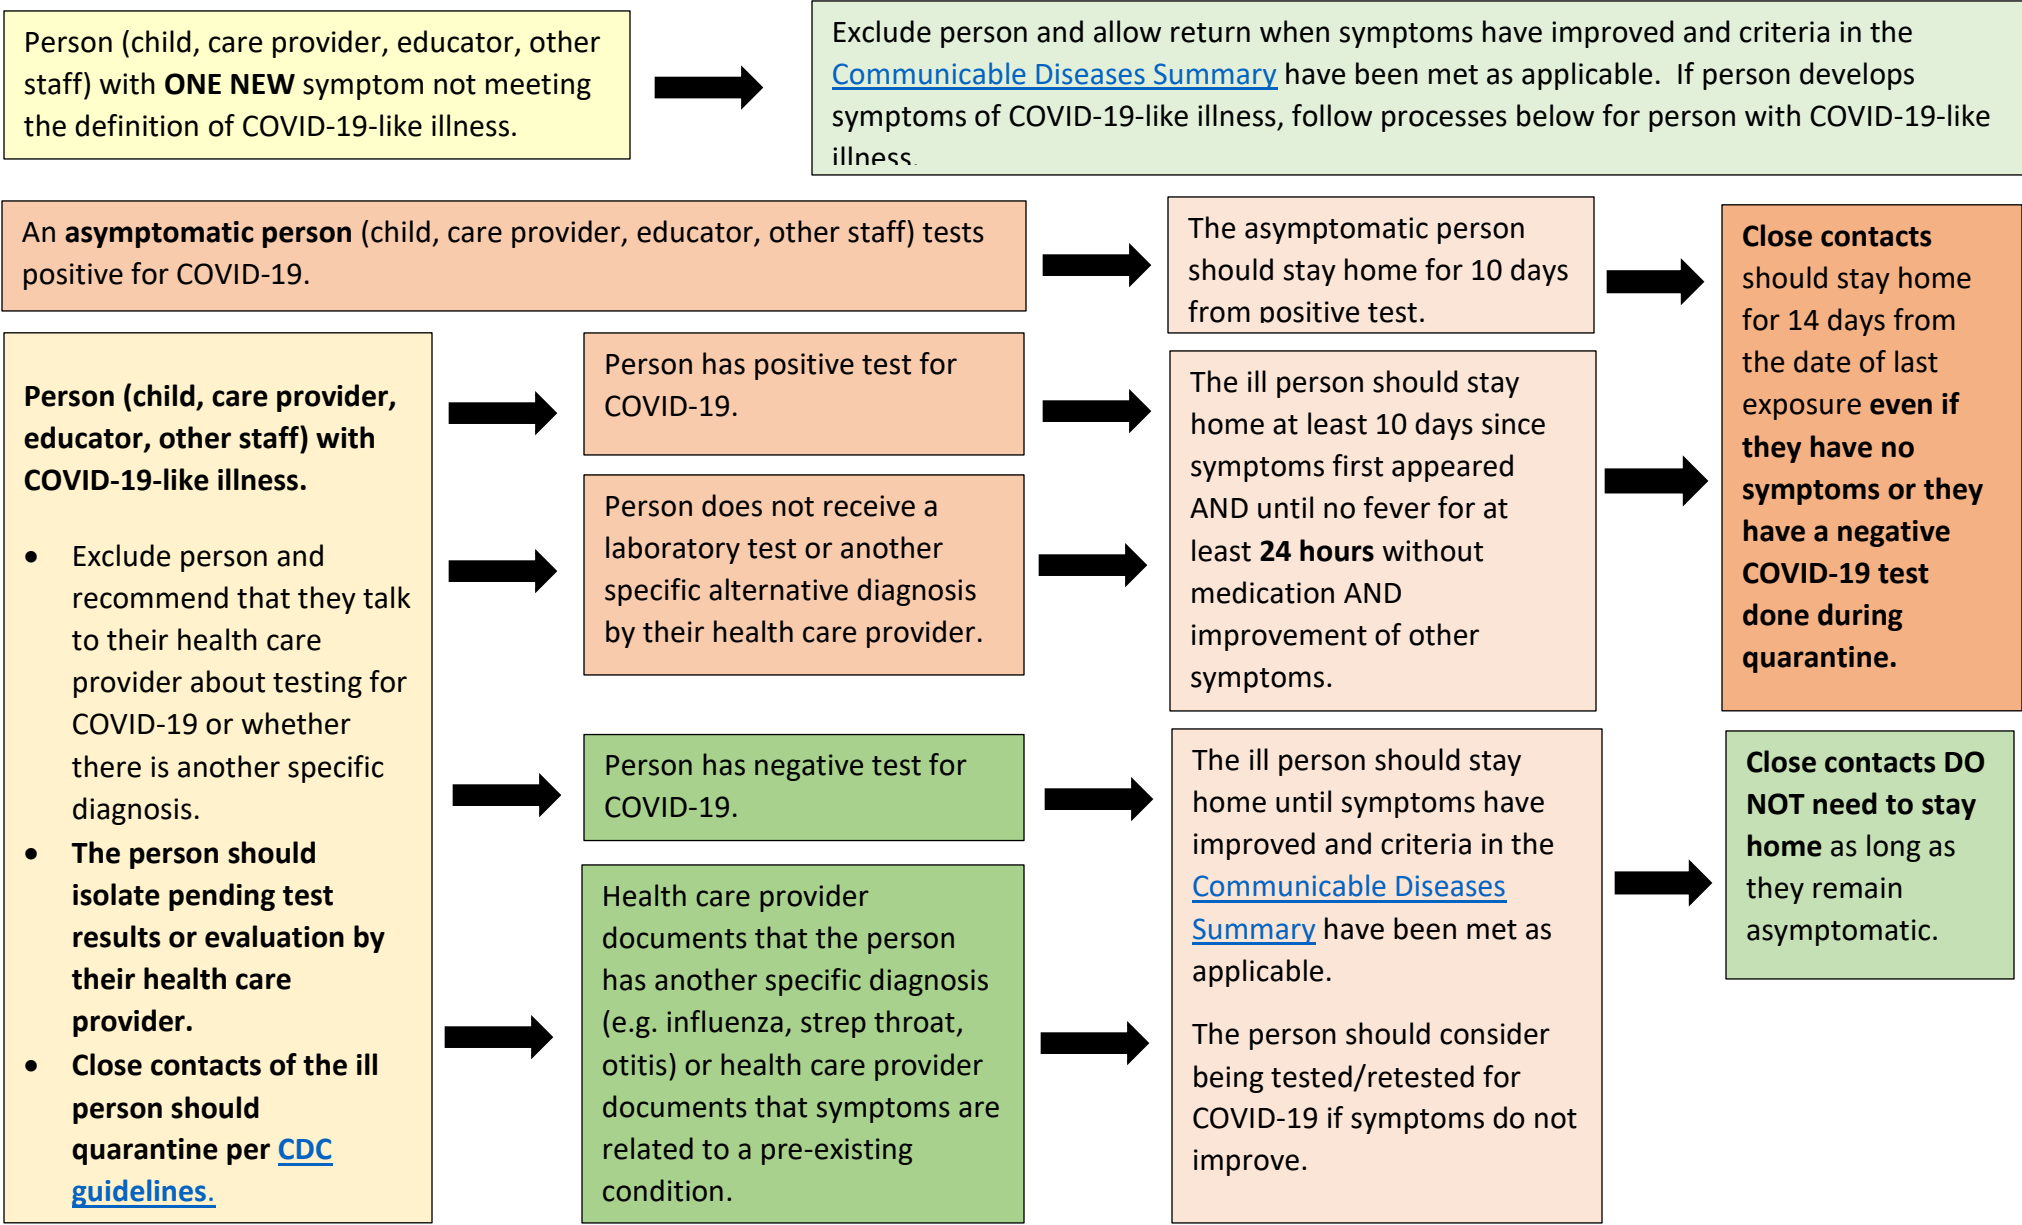 Person (child, care provider, educator, other
staff) with ONE NEW symptom not meeting
the definition of COVID-19-like illness.
Exclude person and allow return when symptoms have improved and criteria in the
Communicable Diseases Summary have been met as applicable.  If person develops
symptoms of COVID-19-like illness, follow processes below for person with COVID-19-like
illness.
An asymptomatic person (child, care provider, educator, other staff) tests
positive for COVID-19.
The asymptomatic person
should stay home for 10 days
from positive test.
Close contacts
should stay home
for 14 days from
the date of last
exposure even if
they have no
symptoms or they
have a negative
COVID-19 test
done during
quarantine.
Person (child, care provider,
educator, other staff) with
COVID-19-like illness.
• Exclude person and
recommend that they talk
to their health care
provider about testing for
COVID-19 or whether
there is another specific
diagnosis.
• The person should
isolate pending test
results or evaluation by
their health care
provider.
• Close contacts of the ill
person should
quarantine per CDC
guidelines.
Person has positive test for
COVID-19.
Person does not receive a
laboratory test or another
specific alternative diagnosis
by their health care provider.
The ill person should stay
home at least 10 days since
symptoms first appeared
AND until no fever for at
least 24 hours without
medication AND
improvement of other
symptoms.
Person has negative test for
COVID-19.
Health care provider
documents that the person
has another specific diagnosis
(e.g. influenza, strep throat,
otitis) or health care provider
documents that symptoms are
related to a pre-existing
condition.
The ill person should stay
home until symptoms have
improved and criteria in the
Communicable Diseases
Summary have been met as
applicable.
The person should consider
being tested/retested for
COVID-19 if symptoms do not
improve.
Close contacts DO
NOT need to stay
home as long as
they remain
asymptomatic.